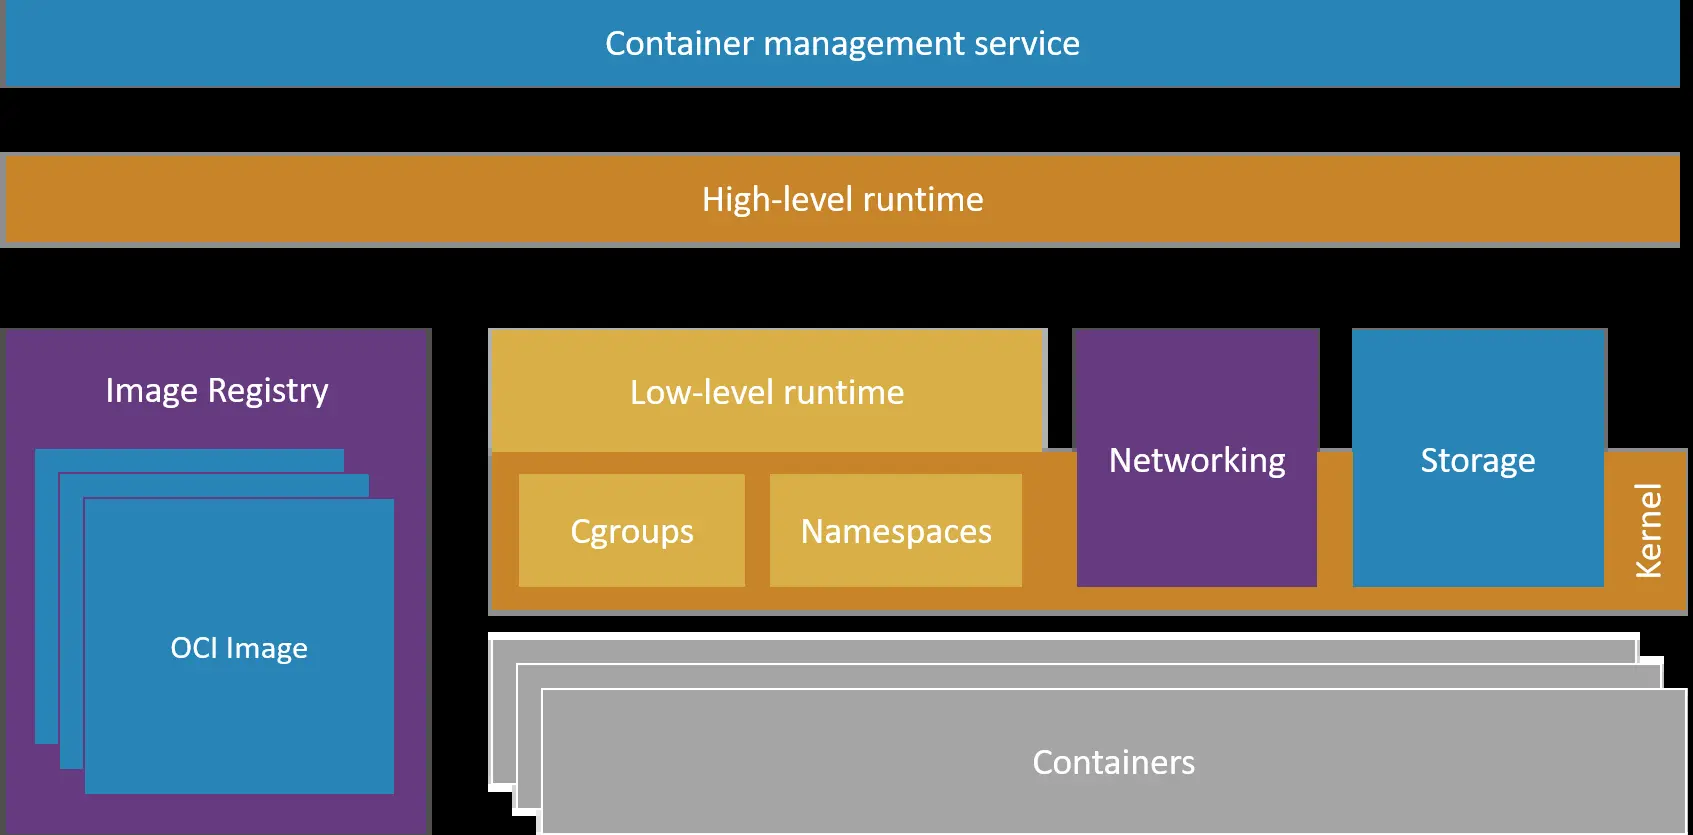 Container management service
High-level runtime
Image Registry
OCI Image
Low-level runtime
Cgroups
Namespaces
Networking
Storage
Kernel
Containers